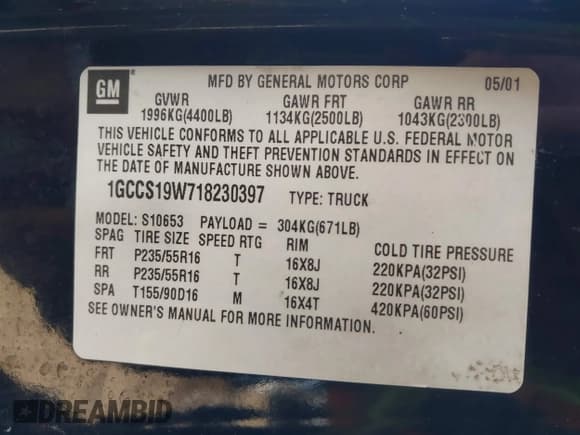 GM
MFD BY GENERAL MOTORS CORP 05/01
GVWR GAWR FRT GAWR RR
1996KG(4400LB) 1134KG(2500LB) 1043KG(2300LB)
THIS VEHICLE CONFORMS TO ALL APPLICABLE U.S. FEDERAL MOTOR
VEHICLE SAFETY AND THEFT PREVENTION STANDARDS IN EFFECT ON
THE DATE OF MANUFACTURE SHOWN ABOVE.
1GCCS19W718230397 TYPE: TRUCK
MODEL: S10653 PAYLOAD = 304KG(671LB)
SPAG TIRE SIZE SPEED RTG RIM COLD TIRE PRESSURE
FRT P235/55R16 T 16X8J 220KPA(32PSI)
RR P235/55R16 T 16X8J 220KPA(32PSI)
SPA T155/90D16 M 16X4T 420KPA(60PSI)
SEE OWNER'S MANUAL FOR MORE INFORMATION.
DREAMBID